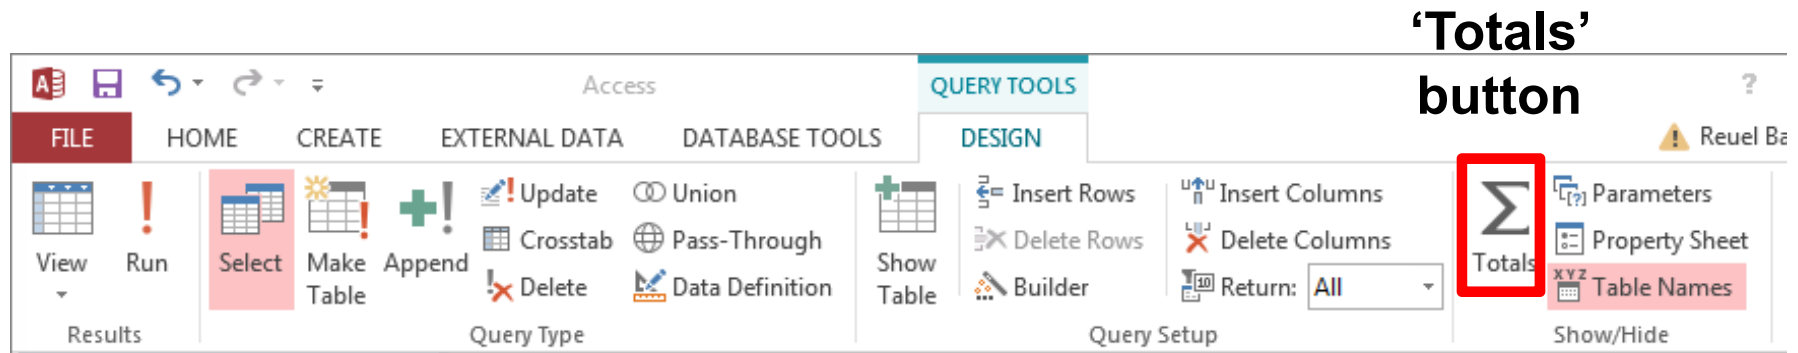 ‘Totals’
button
Access
QUERY TOOLS
?
FILE HOME CREATE EXTERNAL DATA DATABASE TOOLS DESIGN Reuel Ba
View
Run
Select
Make
Table
Append
Update
Crosstab
Delete
Union
Pass-Through
Data Definition
Show
Table
Insert Rows
Delete Rows
Builder
Insert Columns
Delete Columns
Return: All
Σ
Totals
Parameters
Property Sheet
Table Names
Results Query Type Query Setup Show/Hide